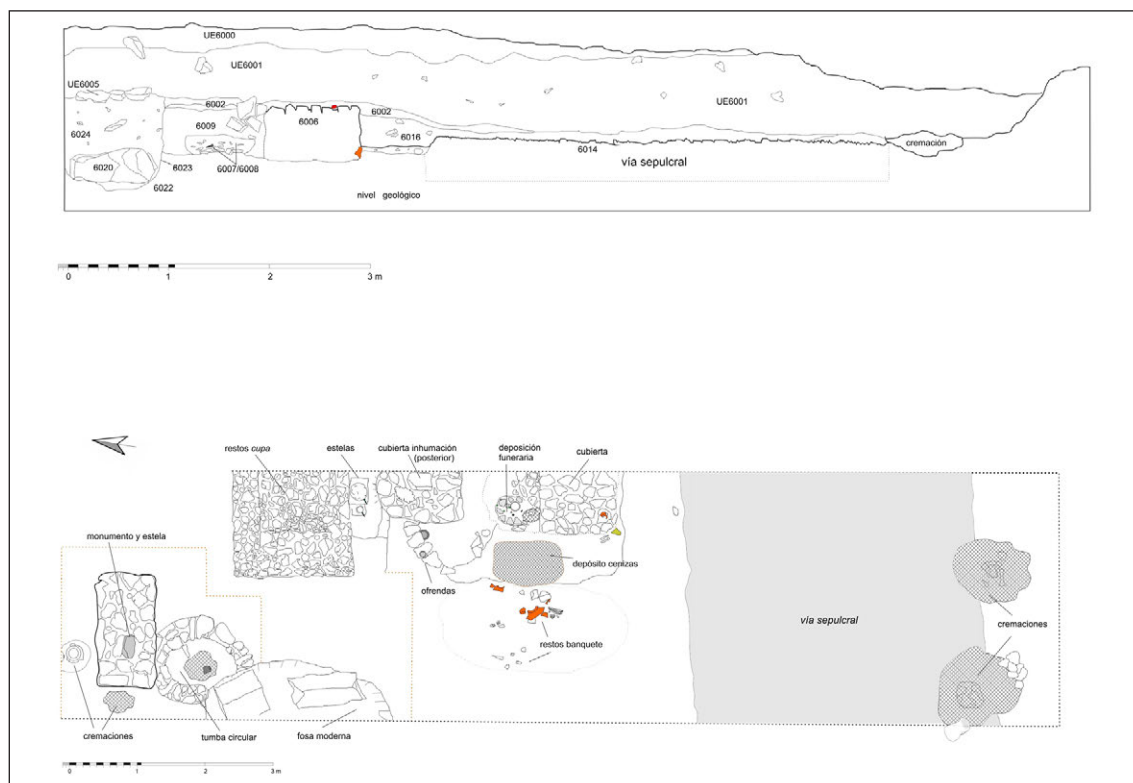 UE6000
UE6001
UE6005
6002
6002
UE6001
6009
6006
6024
6016
6014
cremación
6020
6023
6007/6008
vía sepulcral
6022
nivel geológico
0 1 2 3 m
restos cupa
estelas
cubierta inhumación
(posterior)
deposición
funeraria
cubierta
monumento y estela
depósito cenizas
ofrendas
vía sepulcral
cremaciones
restos banquete
cremaciones
tumba circular
fosa moderna
0 1 2 3 m